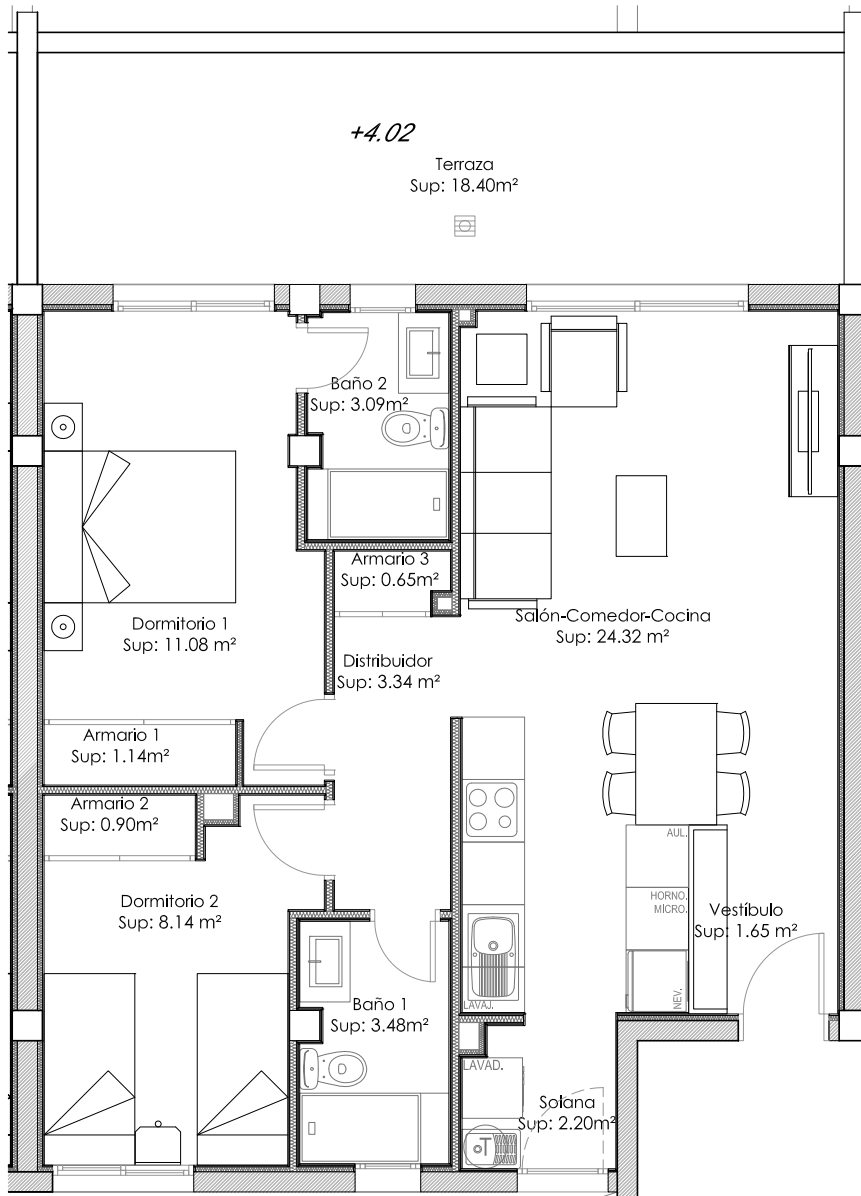 +4.02
Terraza
Sup: 18.40m²
Baño 2
Sup: 3.09m²
Armario 3
Sup: 0.65m²
Salón-Comedor-Cocina
Sup: 24.32 m²
Dormitorio 1
Sup: 11.08 m²
Distribuidor
Sup: 3.34 m²
Armario 1
Sup: 1.14m²
Armario 2
Sup: 0.90m²
AUL.
HORNO.
MICRO.
Dormitorio 2
Sup: 8.14 m²
Vestíbulo
Sup: 1.65 m²
NEV.
LAVAJ.
Baño 1
Sup: 3.48m²
LAVAD.
Solana
Sup: 2.20m²
T